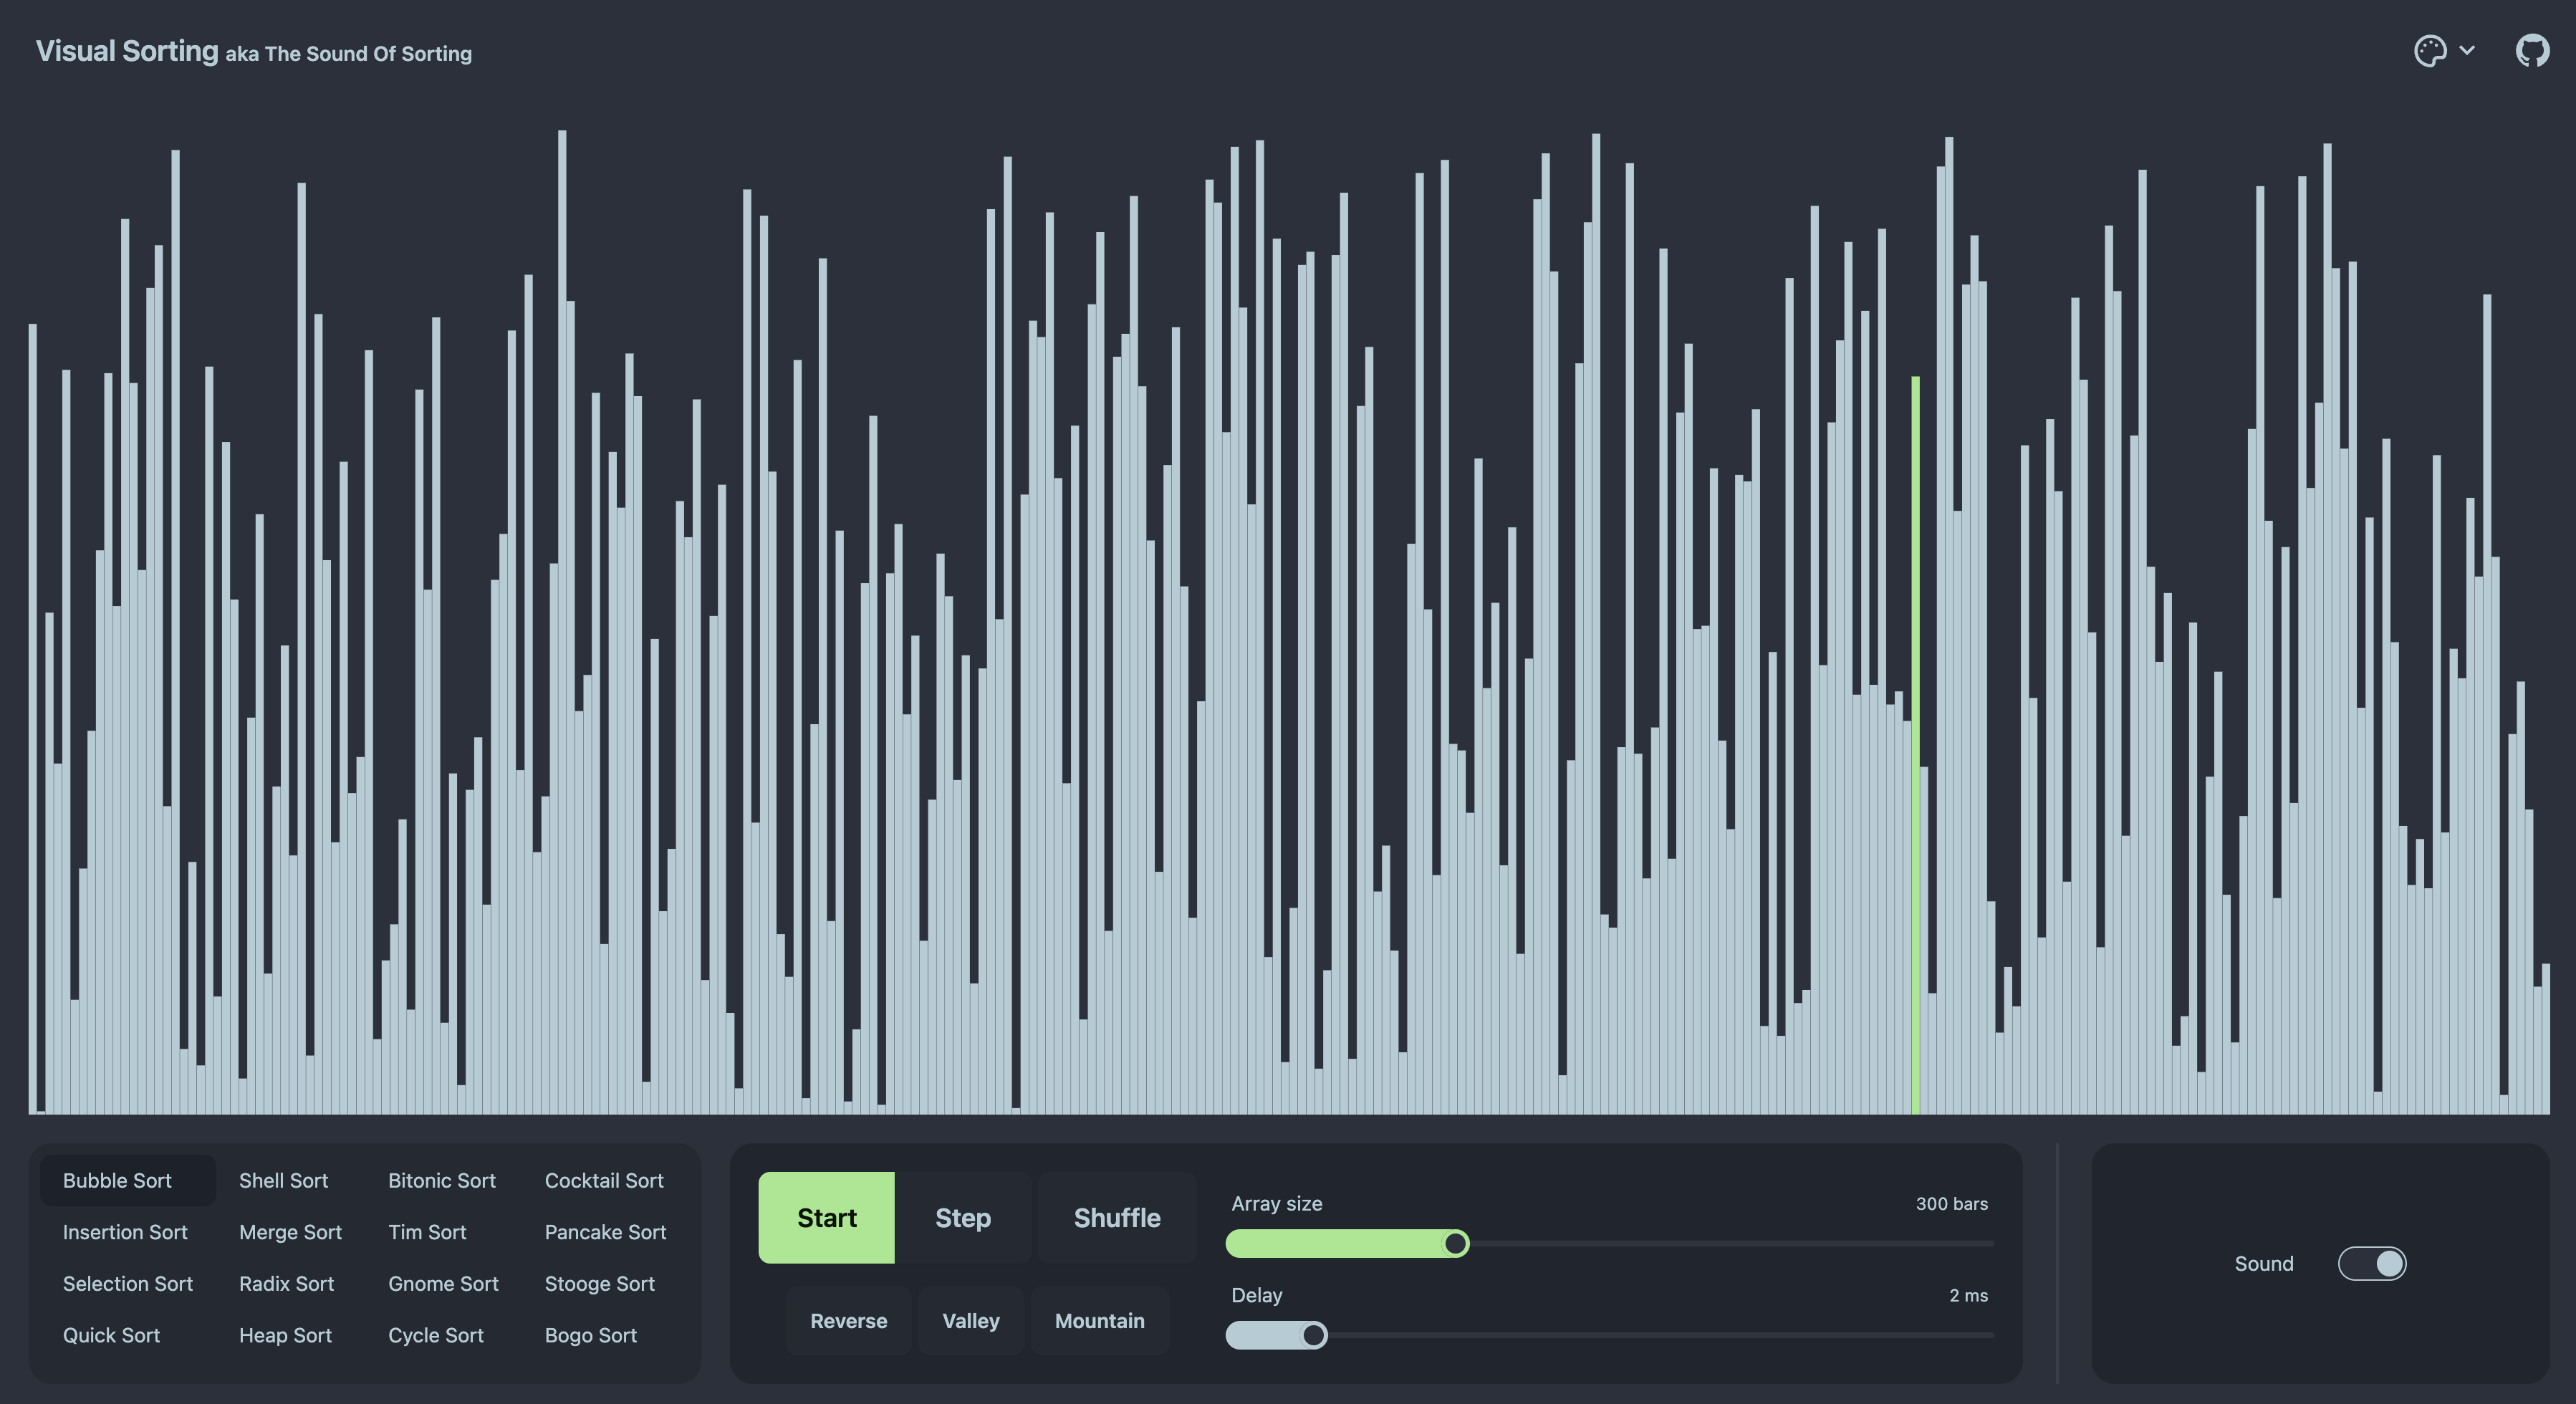 Visual Sorting aka The Sound Of Sorting
Bubble Sort
Shell Sort
Bitonic Sort
Cocktail Sort
Insertion Sort
Merge Sort
Tim Sort
Pancake Sort
Selection Sort
Radix Sort
Gnome Sort
Stooge Sort
Quick Sort
Heap Sort
Cycle Sort
Bogo Sort
Start
Step
Shuffle
Reverse
Valley
Mountain
Array size
300 bars
Delay
2 ms
Sound